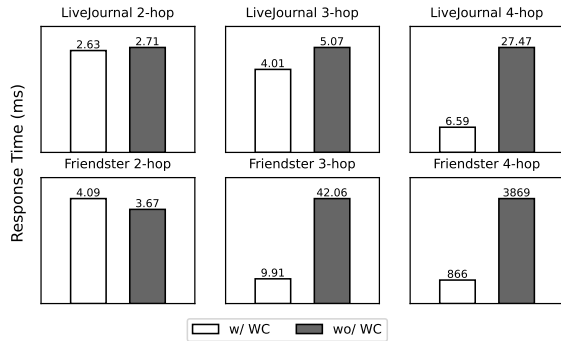 LiveJournal 2-hop
LiveJournal 3-hop
LiveJournal 4-hop
2.63
2.71
4.01
5.07
6.59
27.47
Response Time (ms)
Friendster 2-hop
Friendster 3-hop
Friendster 4-hop
4.09
3.67
9.91
42.06
866
3869
w/ WC
wo/ WC